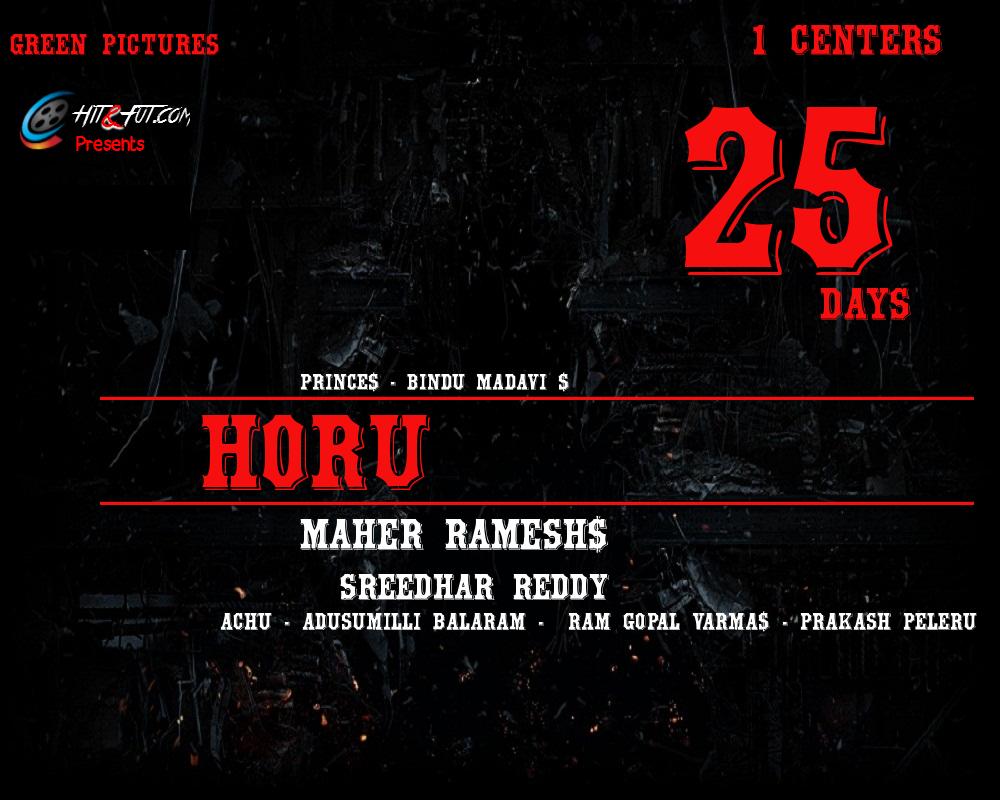 GREEN PICTURES
1 CENTERS
HIT&FUT.COM
Presents
25
DAYS
PRINCE$ - BINDU MADAVI $
HORU
MAHER RAMESH$
SREEDHAR REDDY
ACHU - ADUSUMILLI BALARAM - RAM GOPAL VARMA$ - PRAKASH PELERU